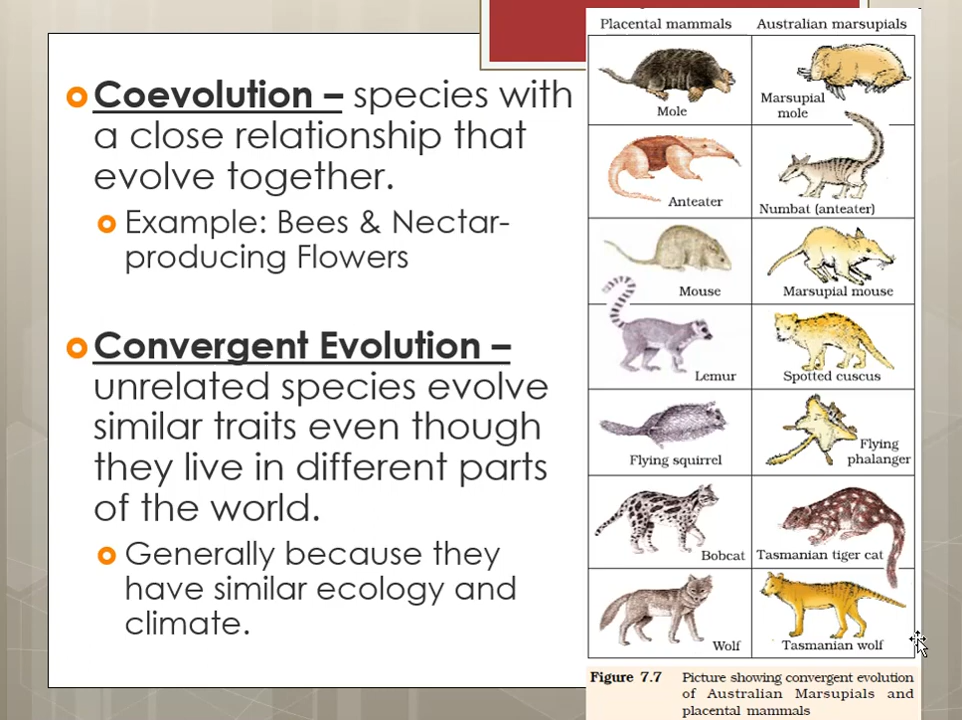 Coevolution – species with
a close relationship that
evolve together.
Example: Bees & Nectar-
producing Flowers
Convergent Evolution –
unrelated species evolve
similar traits even though
they live in different parts
of the world.
Generally because they
have similar ecology and
climate.
Placental mammals Australian marsupials
Mole
Marsupial
mole
Anteater
Numbat (anteater)
Mouse
Marsupial mouse
Lemur
Spotted cuscus
Flying squirrel
Flying
phalanger
Bobcat
Tasmanian tiger cat
Wolf
Tasmanian wolf
Figure 7.7 Picture showing convergent evolution
of Australian Marsupials and
placental mammals